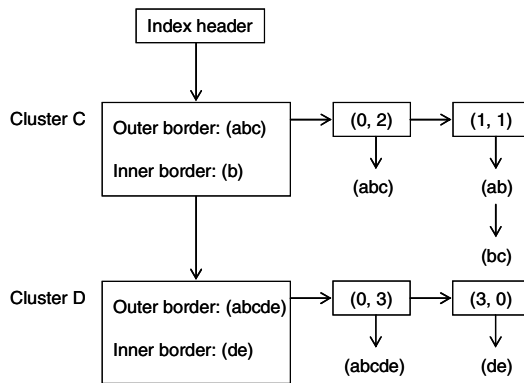 Index header
Cluster C
Outer border: (abc)
Inner border: (b)
(0, 2)
(1, 1)
(abc)
(ab)
(bc)
Cluster D
Outer border: (abcde)
Inner border: (de)
(0, 3)
(3, 0)
(abcde)
(de)